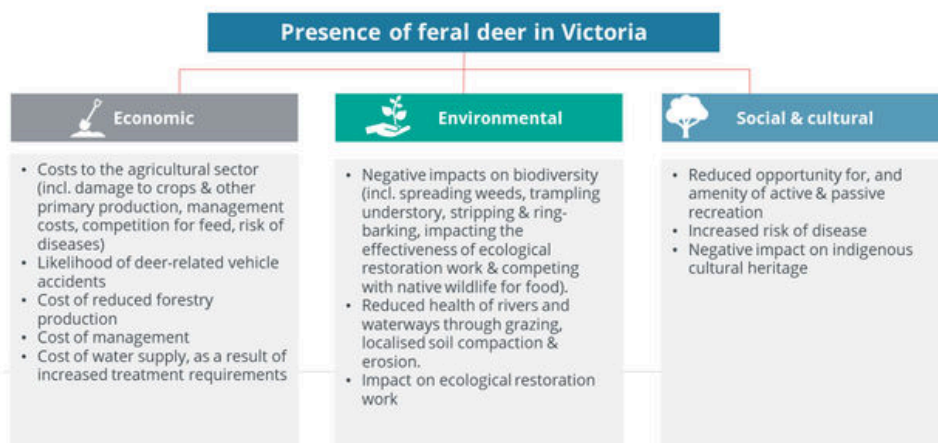 Presence of feral deer in Victoria
Economic
• Costs to the agricultural sector
(incl. damage to crops & other
primary production, management
costs, competition for feed, risk of
diseases)
• Likelihood of deer-related vehicle
accidents
• Cost of reduced forestry
production
• Cost of management
• Cost of water supply, as a result of
increased treatment requirements
Environmental
• Negative impacts on biodiversity
(incl. spreading weeds, trampling
understory, stripping & ring-
barking, impacting the
effectiveness of ecological
restoration work & competing
with native wildlife for food).
• Reduced health of rivers and
waterways through grazing,
localised soil compaction &
erosion.
• Impact on ecological restoration
work
Social & cultural
• Reduced opportunity for, and
amenity of active & passive
recreation
• Increased risk of disease
• Negative impact on indigenous
cultural heritage